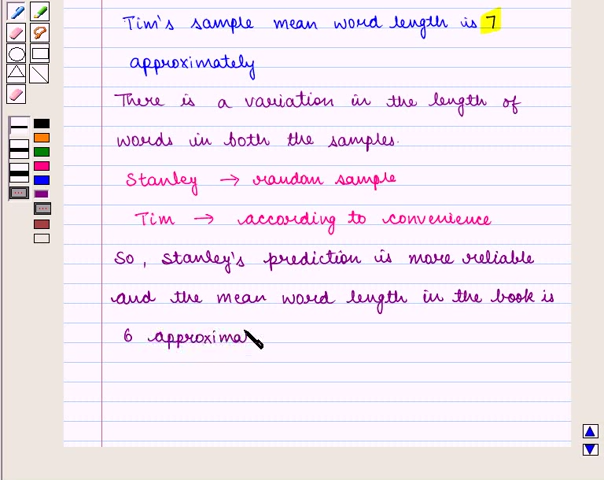 Tim's sample mean word length is 7
approximately
There is a variation in the length of
words in both the samples.
Stanley → random sample
Tim → according to convenience
So, Stanley's prediction is more reliable
and the mean word length in the book is
6 approxima